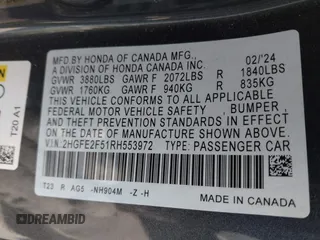 MFD BY HONDA OF CANADA MFG., 02/'24
A DIVISION OF HONDA CANADA INC.
GVWR 3880LBS GAWR F 2072LBS R 1840LBS
GVWR 1760KG GAWR F 940KG R 835KG
THIS VEHICLE CONFORMS TO ALL APPLICABLE
FEDERAL MOTOR VEHICLE SAFETY, BUMPER,
AND THEFT PREVENTION STANDARDS IN EFFECT ON
THE DATE OF MANUFACTURE SHOWN ABOVE.
V.I.N:2HGFE2F51RH553972 TYPE:PASSENGER CAR
T23 R AG5 -NH904M -Z -H
MADE IN CANADA
T20 A1
DREAMBID